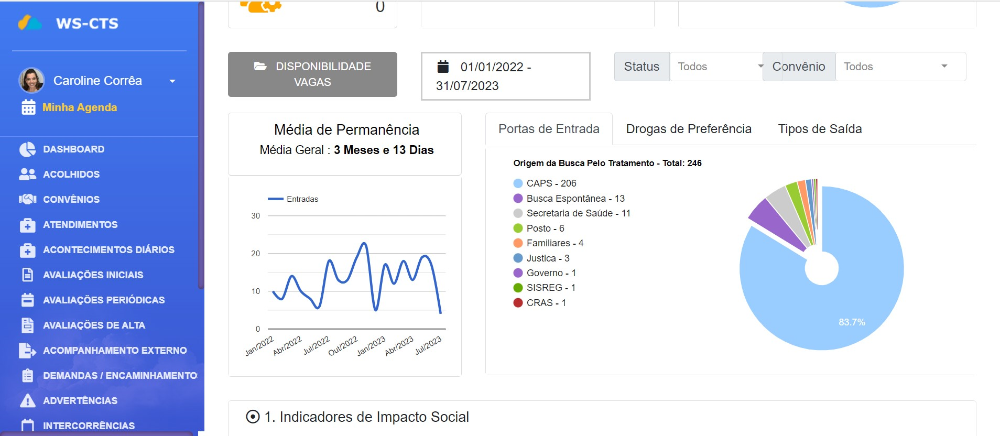 WS-CTS
Caroline Corrêa
Minha Agenda
DASHBOARD
ACOLHIDOS
CONVÊNIOS
ATENDIMENTOS
ACONTECIMENTOS DIÁRIOS
AVALIAÇÕES INICIAIS
AVALIAÇÕES PERIÓDICAS
AVALIAÇÕES DE ALTA
ACOMPANHAMENTO EXTERNO
DEMANDAS / ENCAMINHAMENTO
ADVERTÊNCIAS
INTERCORRÊNCIAS
0
DISPONIBILIDADE
VAGAS
01/01/2022 -
31/07/2023
Status
Todos
Convênio
Todos
Média de Permanência
Média Geral : 3 Meses e 13 Dias
Entradas
30
20
10
0
Jan/2022
Abr/2022
Jul/2022
Out/2022
Jan/2023
Abr/2023
Jul/2023
Portas de Entrada
Drogas de Preferência
Tipos de Saída
Origem da Busca Pelo Tratamento - Total: 246
CAPS - 206
Busca Espontânea - 13
Secretaria de Saúde - 11
Posto - 6
Familiares - 4
Justica - 3
Governo - 1
SISREG - 1
CRAS - 1
83.7%
1. Indicadores de Impacto Social